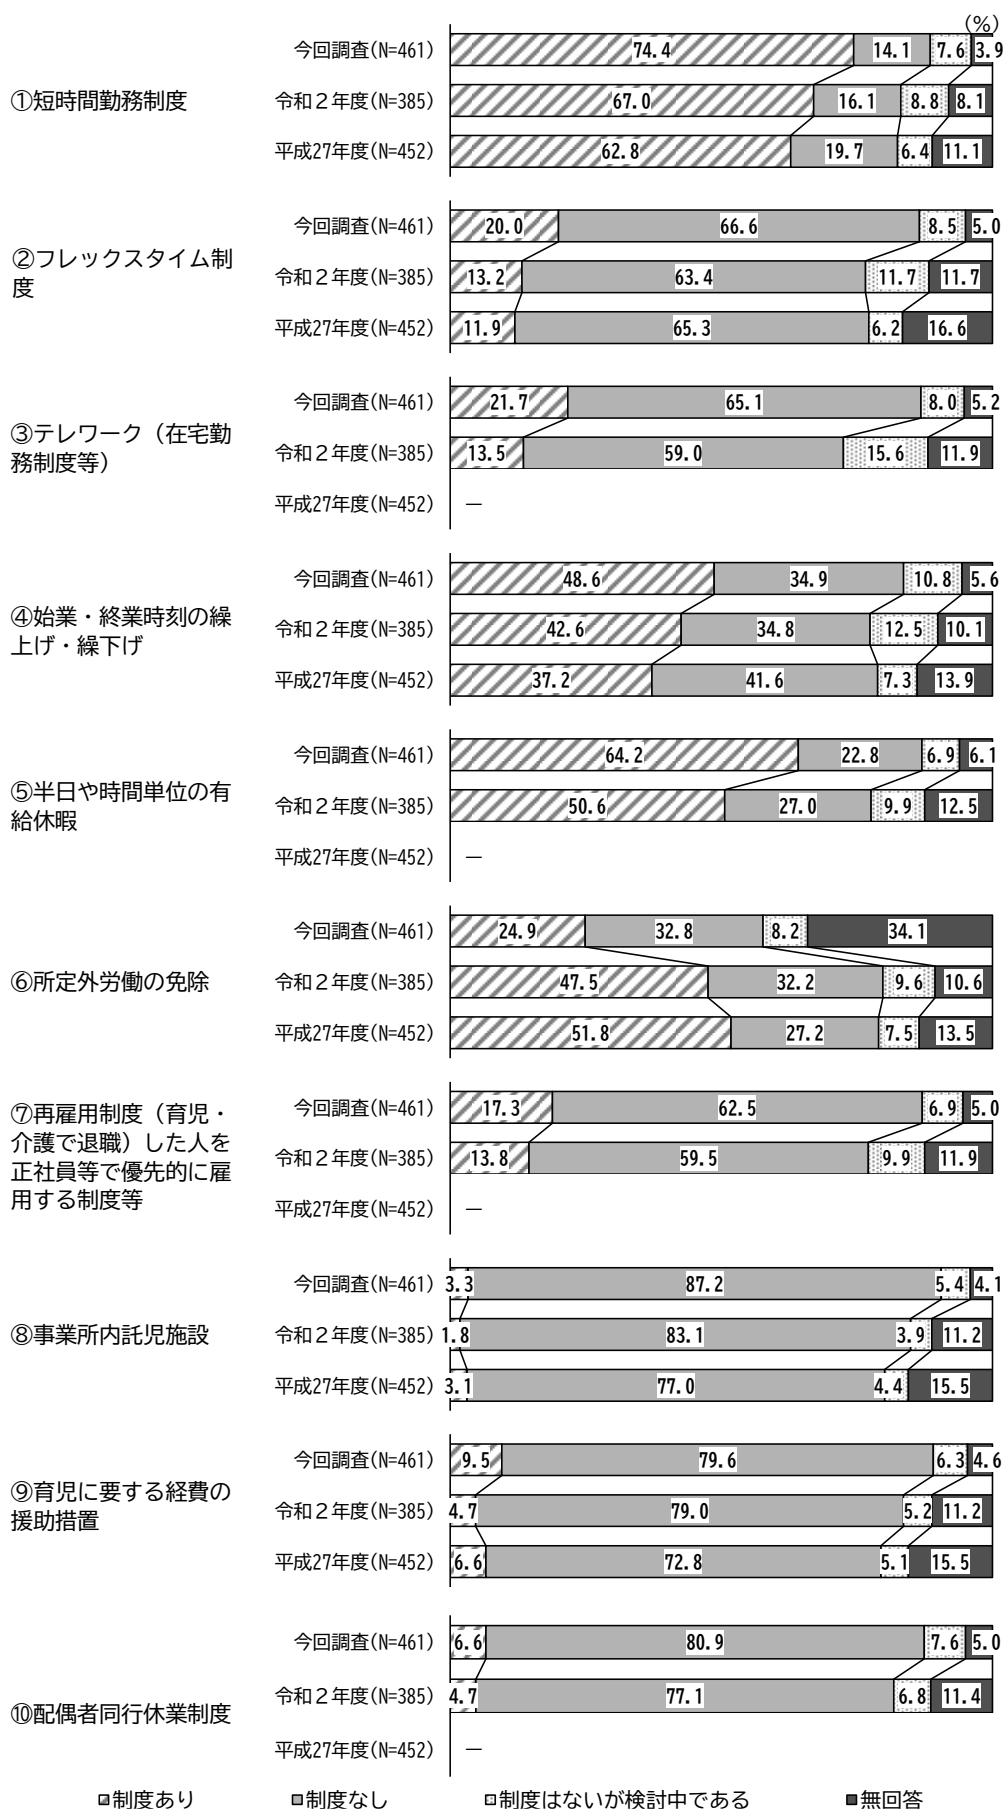 (%)
今回調査(N=461) 74.4 14.1 7.6 3.9
①短時間勤務制度
令和２年度(N=385) 67.0 16.1 8.8 8.1
平成27年度(N=452) 62.8 19.7 6.4 11.1
今回調査(N=461) 20.0 66.6 8.5 5.0
②フレックスタイム制
度
令和２年度(N=385) 13.2 63.4 11.7 11.7
平成27年度(N=452) 11.9 65.3 6.2 16.6
今回調査(N=461) 21.7 65.1 8.0 5.2
③テレワーク（在宅勤
務制度等）
令和２年度(N=385) 13.5 59.0 15.6 11.9
平成27年度(N=452) －
今回調査(N=461) 48.6 34.9 10.8 5.6
④始業・終業時刻の繰
上げ・繰下げ
令和２年度(N=385) 42.6 34.8 12.5 10.1
平成27年度(N=452) 37.2 41.6 7.3 13.9
今回調査(N=461) 64.2 22.8 6.9 6.1
⑤半日や時間単位の有
給休暇
令和２年度(N=385) 50.6 27.0 9.9 12.5
平成27年度(N=452) －
今回調査(N=461) 24.9 32.8 8.2 34.1
⑥所定外労働の免除
令和２年度(N=385) 47.5 32.2 9.6 10.6
平成27年度(N=452) 51.8 27.2 7.5 13.5
今回調査(N=461) 17.3 62.5 6.9 5.0
⑦再雇用制度（育児・
介護で退職）した人を
正社員等で優先的に雇
用する制度等
令和２年度(N=385) 13.8 59.5 9.9 11.9
平成27年度(N=452) －
今回調査(N=461) 3.3 87.2 5.4 4.1
⑧事業所内託児施設
令和２年度(N=385) 1.8 83.1 3.9 11.2
平成27年度(N=452) 3.1 77.0 4.4 15.5
今回調査(N=461) 9.5 79.6 6.3 4.6
⑨育児に要する経費の
援助措置
令和２年度(N=385) 4.7 79.0 5.2 11.2
平成27年度(N=452) 6.6 72.8 5.1 15.5
今回調査(N=461) 6.6 80.9 7.6 5.0
⑩配偶者同行休業制度
令和２年度(N=385) 4.7 77.1 6.8 11.4
平成27年度(N=452) －
制度あり 制度なし 制度はないが検討中である 無回答